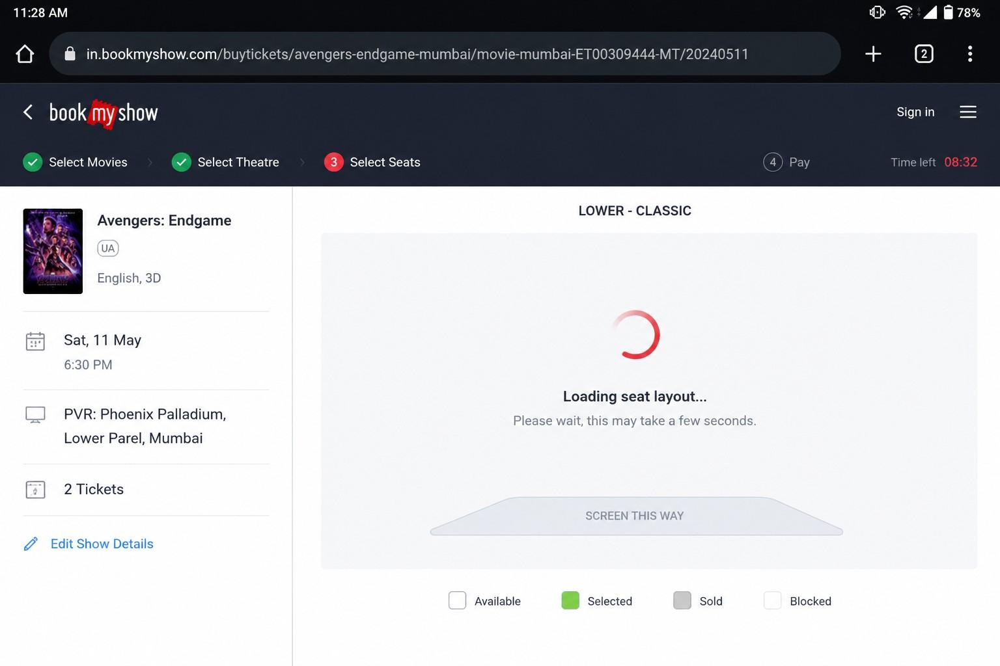 11:28 AM
78%
in.bookmyshow.com/buytickets/avengers-endgame-mumbai/movie-mumbai-ET00309444-MT/20240511
2
book my show
Sign in
Select Movies
Select Theatre
3 Select Seats
4 Pay
Time left 08:32
Avengers: Endgame
UA
English, 3D
Sat, 11 May
6:30 PM
PVR: Phoenix Palladium,
Lower Parel, Mumbai
2 Tickets
Edit Show Details
LOWER - CLASSIC
Loading seat layout...
Please wait, this may take a few seconds.
SCREEN THIS WAY
Available
Selected
Sold
Blocked